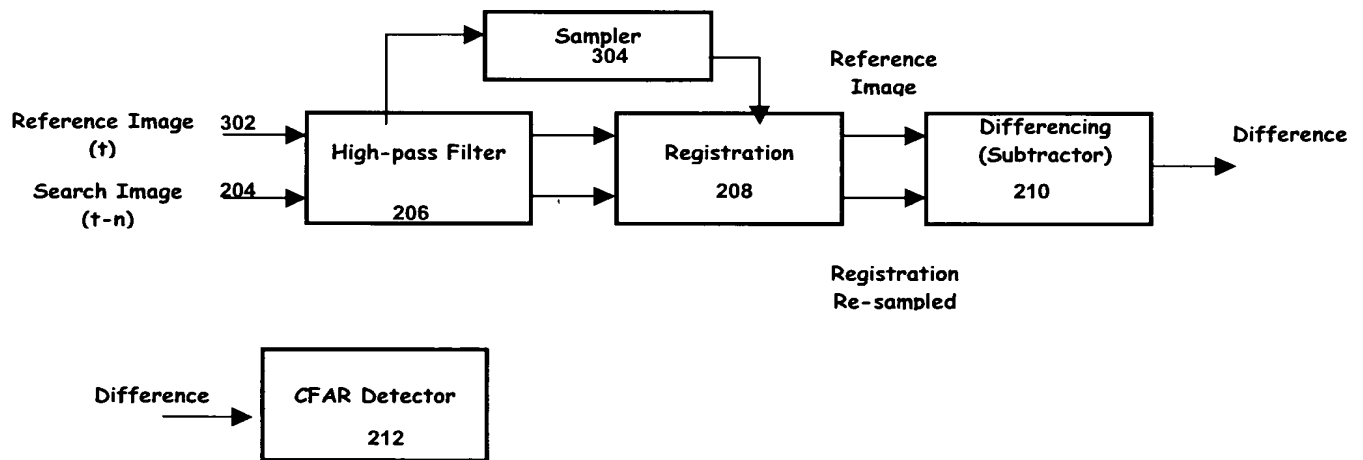 Sampler
304
Reference Image
(t)
302
Search Image
(t-n)
204
High-pass Filter
206
Registration
208
Reference
Image
Registration
Re-sampled
Differencing
(Subtractor)
210
Difference
Difference
CFAR Detector
212